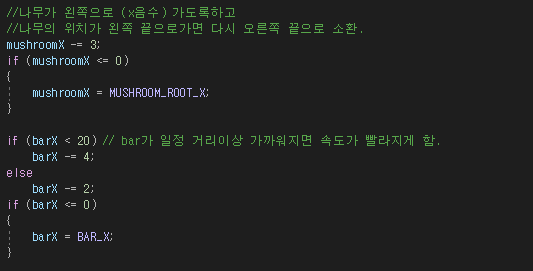 //나무가 왼쪽으로 (x음수) 가도록하고
//나무의 위치가 왼쪽 끝으로가면 다시 오른쪽 끝으로 소환.
mushroomX -= 3;
if (mushroomX <= 0)
{
mushroomX = MUSHROOM_ROOT_X;
}
if (barX < 20) // bar가 일정 거리이상 가까워지면 속도가 빨라지게 함.
barX -= 4;
else
barX -= 2;
if (barX <= 0)
{
barX = BAR_X;
}